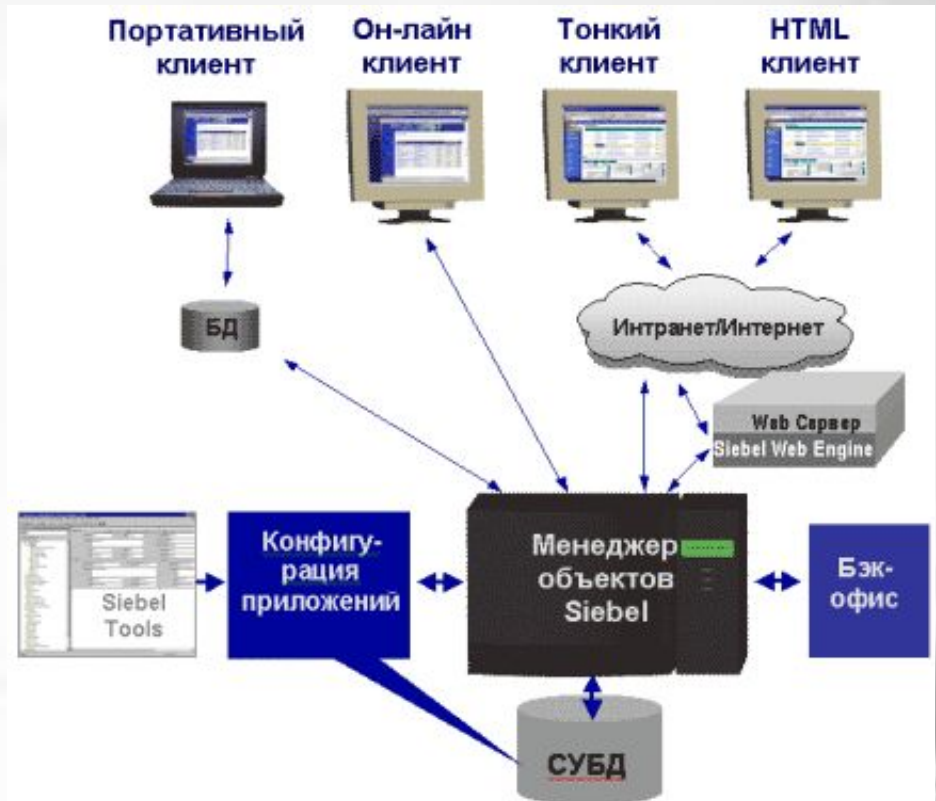 Портативный
клиент
Он-лайн
клиент
Тонкий
клиент
HTML
клиент
БД
Интранет/Интернет
Web Сервер
Siebel Web Engine
Siebel
Tools
Конфигу-
рация
приложений
Менеджер
объектов
Siebel
Бэк-
офис
СУБД